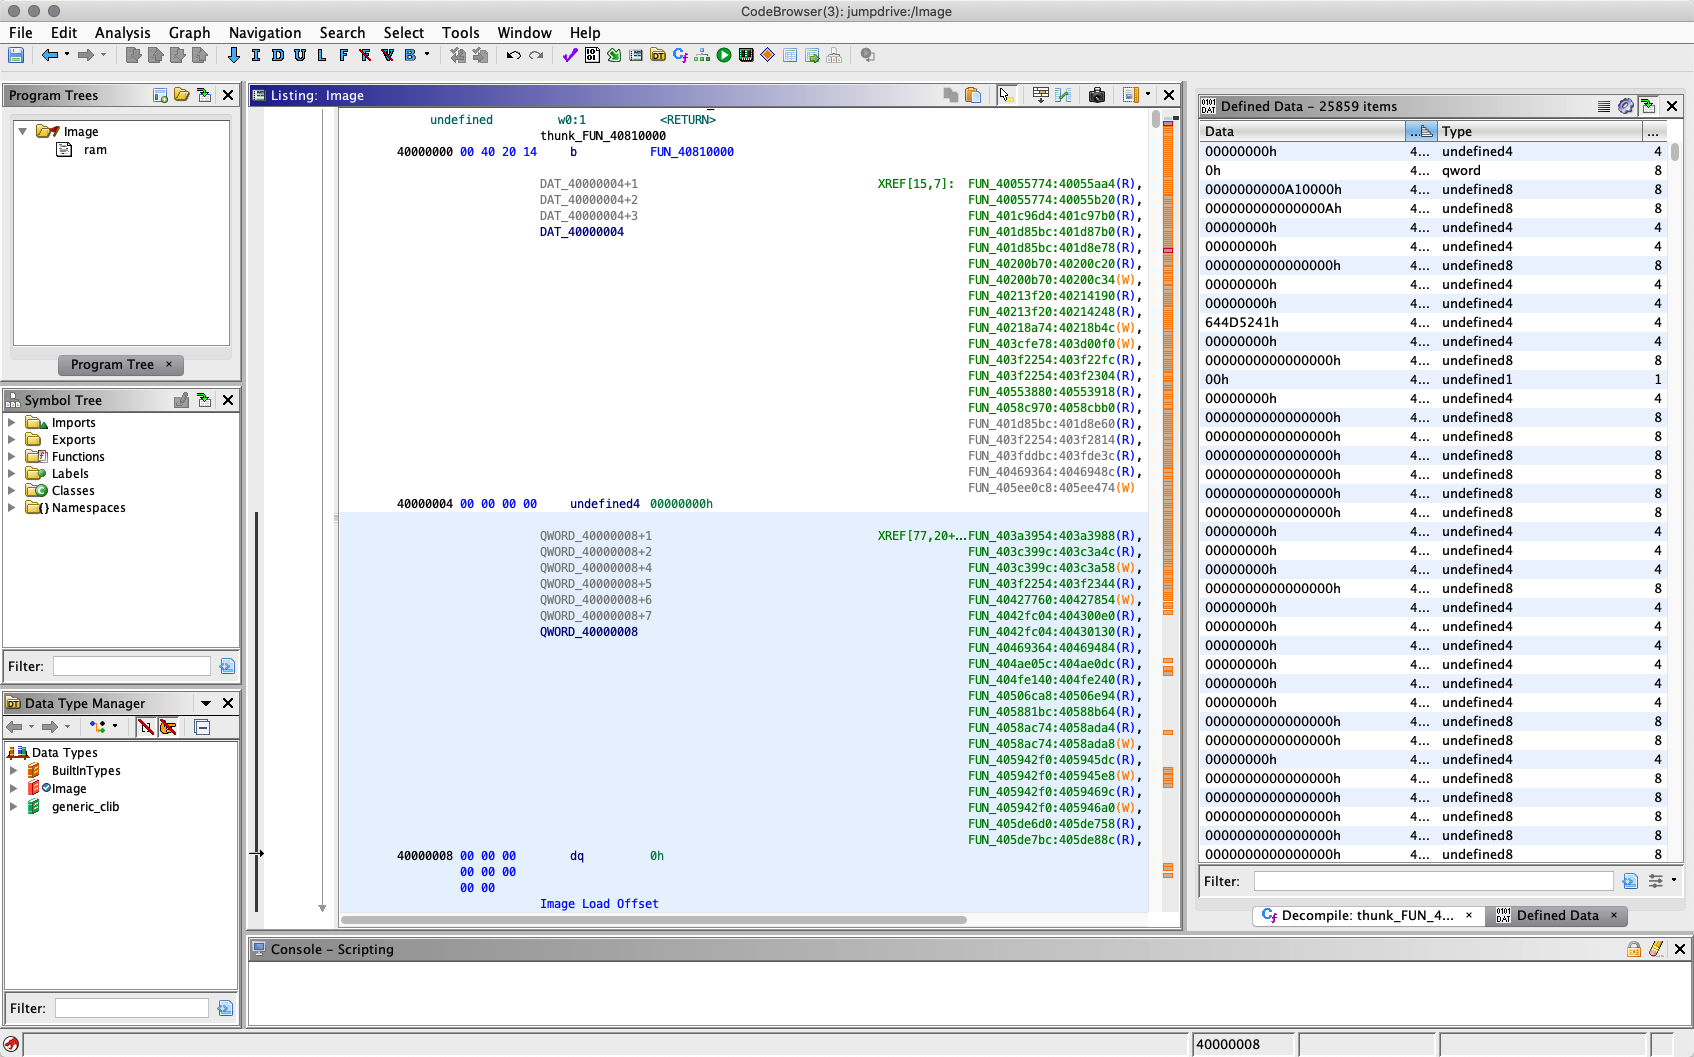 CodeBrowser(3): jumpdrive:/Image
File Edit Analysis Graph Navigation Search Select Tools Window Help
I D U L F B
Program Trees
Image
ram
Program Tree ×
Symbol Tree
Imports
Exports
Functions
Labels
Classes
Namespaces
Filter:
Data Type Manager
Data Types
BuiltInTypes
Image
generic_clib
Filter:
Listing: Image
undefined w0:1 <RETURN>
thunk_FUN_40810000
40000000 00 40 20 14 b FUN_40810000
DAT_40000004+1 XREF[15,7]: FUN_40055774:40055aa4(R),
DAT_40000004+2 FUN_40055774:40055b20(R),
DAT_40000004+3 FUN_401c96d4:401c97b0(R),
DAT_40000004 FUN_401d85bc:401d87b0(R),
FUN_401d85bc:401d8e78(R),
FUN_40200b70:40200c20(R),
FUN_40200b70:40200c34(W),
FUN_40213f20:40214190(R),
FUN_40213f20:40214248(R),
FUN_40218a74:40218b4c(W),
FUN_403cfe78:403d00f0(W),
FUN_403f2254:403f22fc(R),
FUN_403f2254:403f2304(R),
FUN_40553880:40553918(R),
FUN_4058c970:4058cbb0(R),
FUN_401d85bc:401d8e60(R),
FUN_403f2254:403f2814(R),
FUN_403fddbc:403fde3c(R),
FUN_40469364:4046948c(R),
FUN_405ee0c8:405ee474(W)
40000004 00 00 00 00 undefined4 00000000h
QWORD_40000008+1 XREF[77,20+... FUN_403a3954:403a3988(R),
QWORD_40000008+2 FUN_403c399c:403c3a4c(R),
QWORD_40000008+4 FUN_403c399c:403c3a58(W),
QWORD_40000008+5 FUN_403f2254:403f2344(R),
QWORD_40000008+6 FUN_40427760:40427854(W),
QWORD_40000008+7 FUN_4042fc04:404300e0(R),
QWORD_40000008 FUN_4042fc04:40430130(R),
FUN_40469364:40469484(R),
FUN_404ae05c:404ae0dc(R),
FUN_404fe140:404fe240(R),
FUN_40506ca8:40506e94(R),
FUN_405881bc:40588b64(R),
FUN_4058ac74:4058ada4(R),
FUN_4058ac74:4058ada8(W),
FUN_405942f0:405945dc(R),
FUN_405942f0:405945e8(W),
FUN_405942f0:4059469c(R),
FUN_405942f0:405946a0(W),
FUN_405de6d0:405de758(R),
FUN_405de7bc:405de88c(R),
40000008 00 00 00 dq 0h
00 00 00
00 00
Image Load Offset
Defined Data - 25859 items
Data ... Type ...
00000000h 4... undefined4 4
0h 4... qword 8
0000000000A10000h 4... undefined8 8
000000000000000Ah 4... undefined8 8
00000000h 4... undefined4 4
00000000h 4... undefined4 4
0000000000000000h 4... undefined8 8
00000000h 4... undefined4 4
00000000h 4... undefined4 4
644D5241h 4... undefined4 4
00000000h 4... undefined4 4
0000000000000000h 4... undefined8 8
00h 4... undefined1 1
00000000h 4... undefined4 4
0000000000000000h 4... undefined8 8
0000000000000000h 4... undefined8 8
0000000000000000h 4... undefined8 8
0000000000000000h 4... undefined8 8
0000000000000000h 4... undefined8 8
0000000000000000h 4... undefined8 8
00000000h 4... undefined4 4
00000000h 4... undefined4 4
00000000h 4... undefined4 4
0000000000000000h 4... undefined8 8
00000000h 4... undefined4 4
00000000h 4... undefined4 4
00000000h 4... undefined4 4
00000000h 4... undefined4 4
00000000h 4... undefined4 4
00000000h 4... undefined4 4
0000000000000000h 4... undefined8 8
0000000000000000h 4... undefined8 8
00000000h 4... undefined4 4
0000000000000000h 4... undefined8 8
0000000000000000h 4... undefined8 8
0000000000000000h 4... undefined8 8
0000000000000000h 4... undefined8 8
0000000000000000h 4... undefined8 8
Filter:
Decompile: thunk_FUN_4... × Defined Data ×
Console - Scripting
40000008